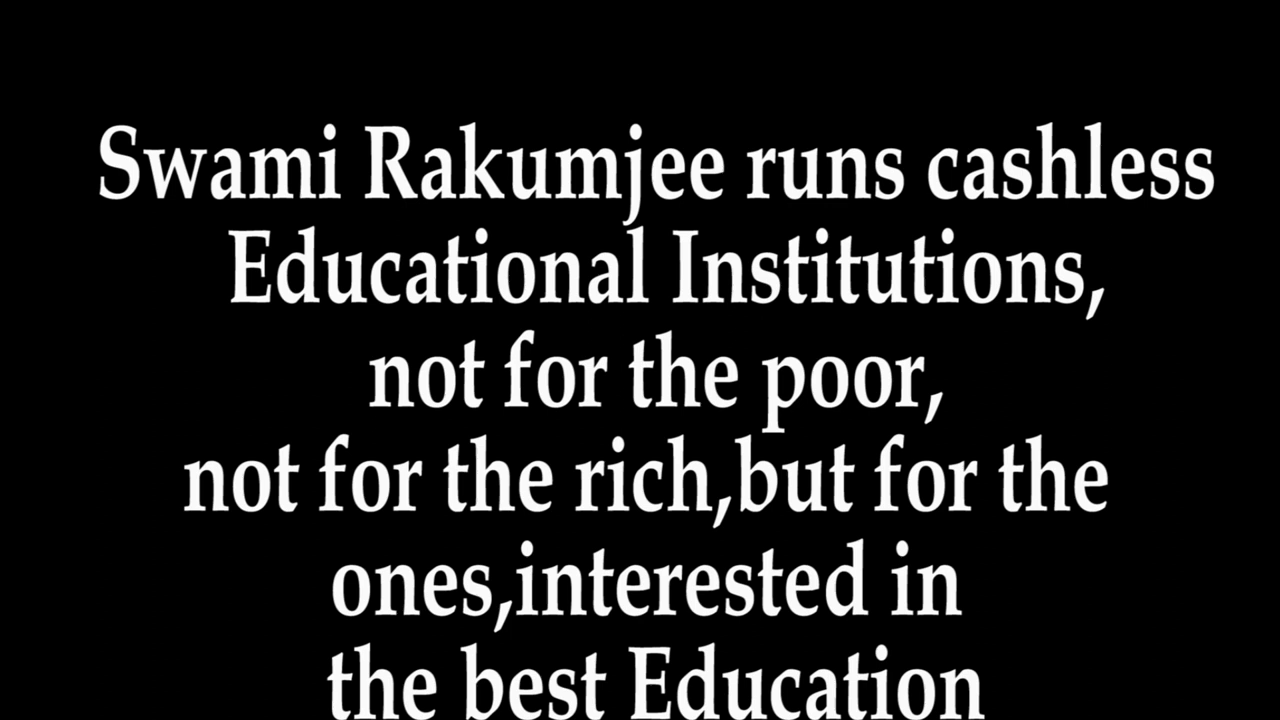 Swami Rakumjee runs cashless
Educational Institutions,
not for the poor,
not for the rich,but for the
ones,interested in
the best Education